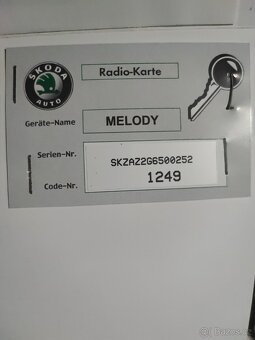 ŠKODA
AUTO
Radio-Karte
Geräte-Name MELODY
Serien-Nr. SKZAZ2G6500252
Code-Nr. 1249